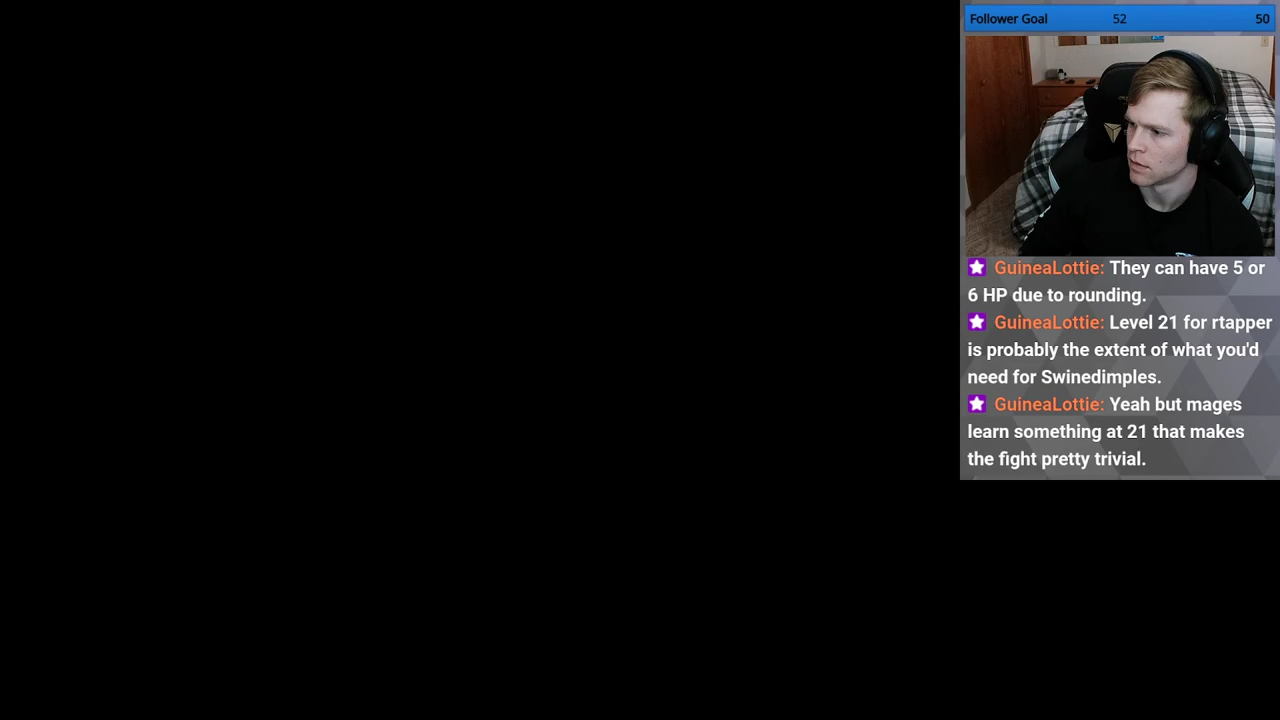 Follower Goal 52 50
GuineaLottie: They can have 5 or
6 HP due to rounding.
GuineaLottie: Level 21 for rtapper
is probably the extent of what you'd
need for Swinedimples.
GuineaLottie: Yeah but mages
learn something at 21 that makes
the fight pretty trivial.